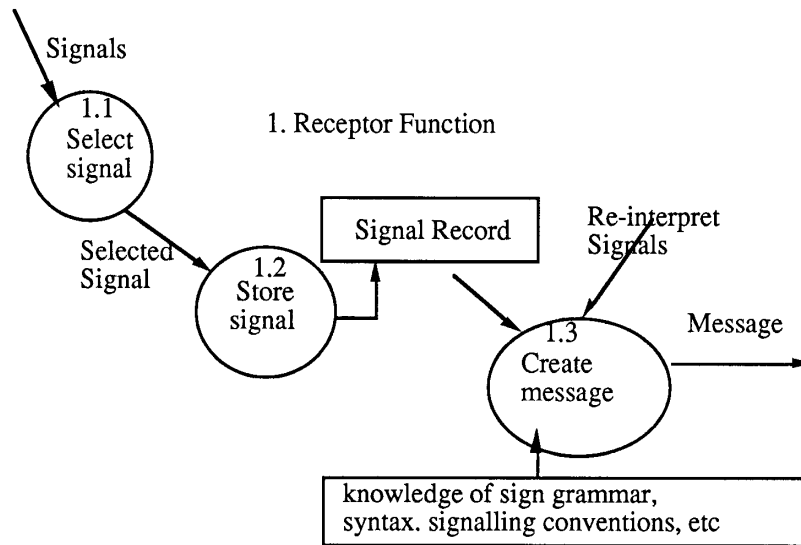 Signals
1.1
Select
signal
1. Receptor Function
Selected
Signal
1.2
Store
signal
Signal Record
Re-interpret
Signals
1.3
Create
message
Message
knowledge of sign grammar,
syntax. signalling conventions, etc